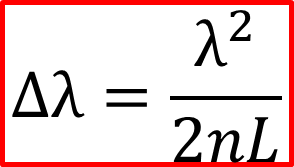 Δλ = λ² / 2nL